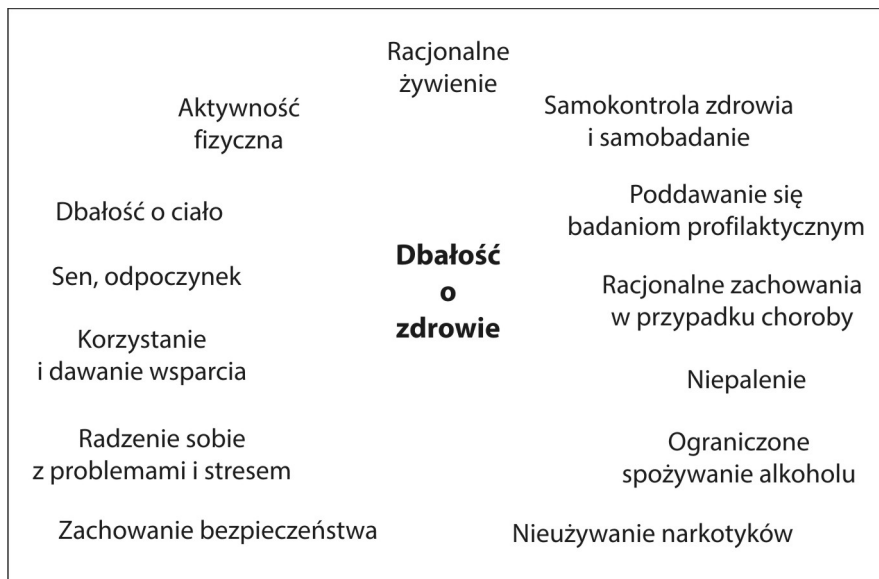 Racjonalne
żywienie
Aktywność
fizyczna
Samokontrola zdrowia
i samobadanie
Dbałość o ciało
Poddawanie się
badaniom profilaktycznym
Dbałość
o
zdrowie
Sen, odpoczynek
Racjonalne zachowania
w przypadku choroby
Korzystanie
i dawanie wsparcia
Niepalenie
Radzenie sobie
z problemami i stresem
Ograniczone
spożywanie alkoholu
Zachowanie bezpieczeństwa
Nieużywanie narkotyków